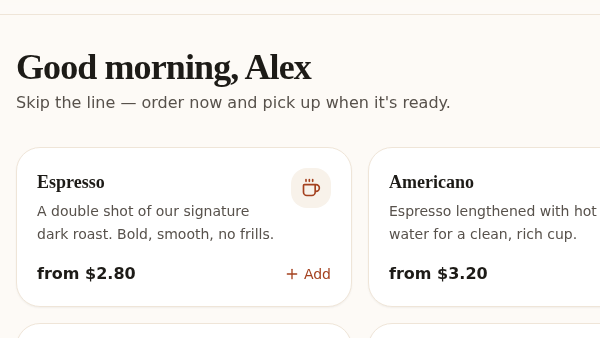 Good morning, Alex
Skip the line — order now and pick up when it's ready.
Espresso
A double shot of our signature
dark roast. Bold, smooth, no frills.
from $2.80
+ Add
Americano
Espresso lengthened with hot
water for a clean, rich cup.
from $3.20